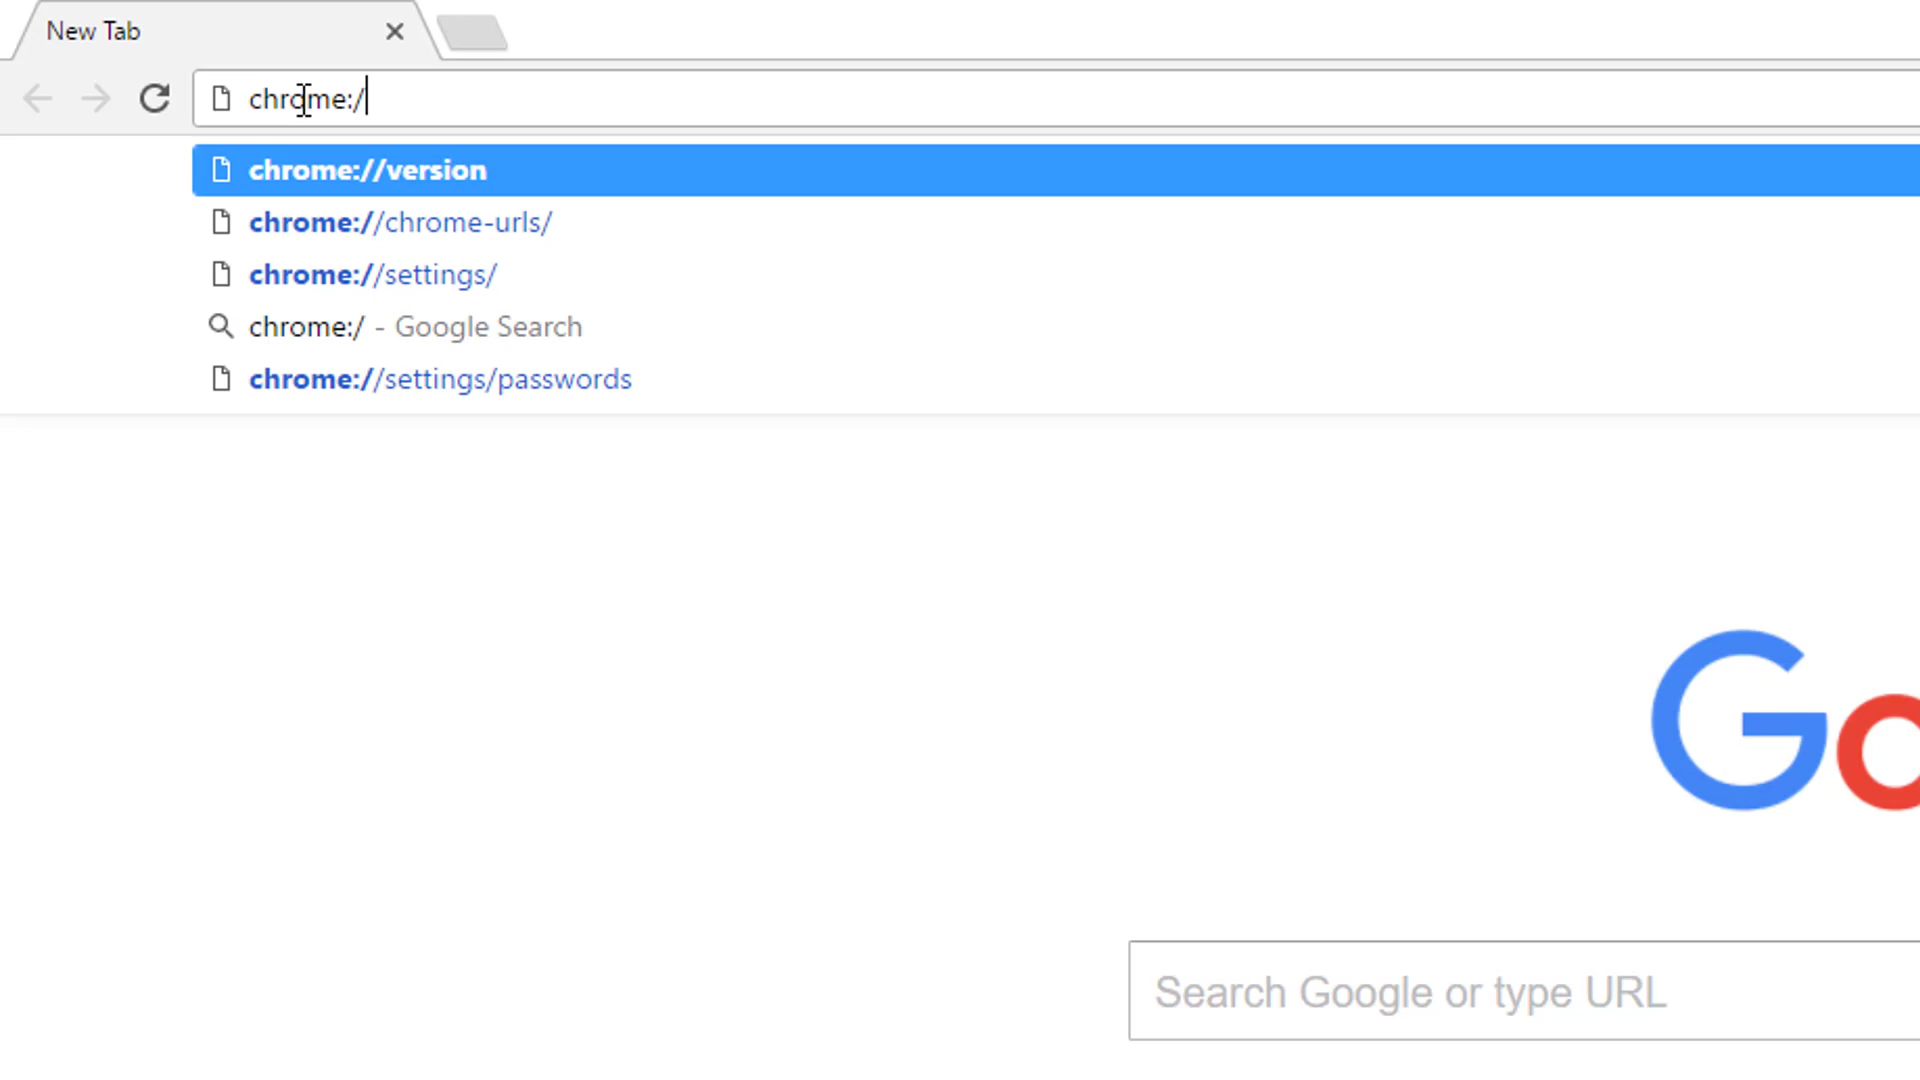 New Tab
chrome:/
chrome://version
chrome://chrome-urls/
chrome://settings/
chrome:/ - Google Search
chrome://settings/passwords
Go
Search Google or type URL